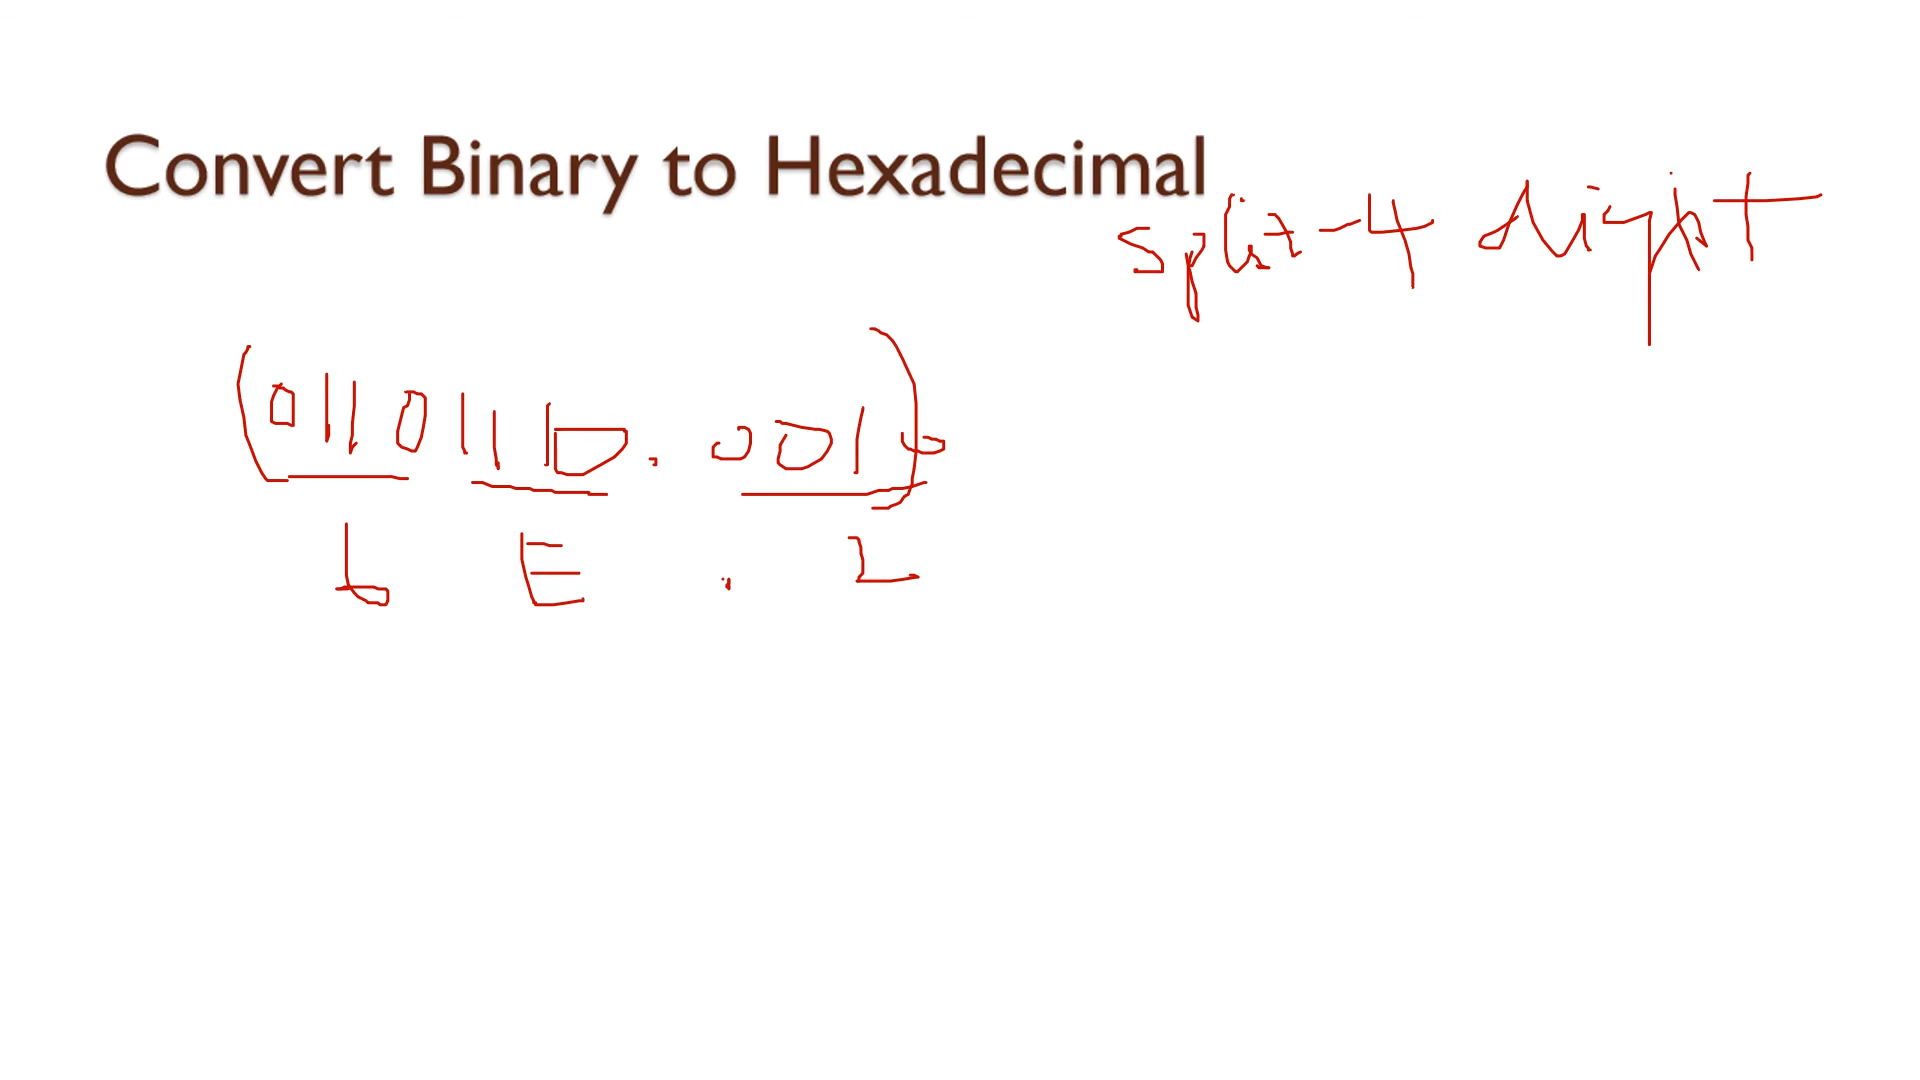 Convert Binary to Hexadecimal
split-4 digit
(01101110.0010)
6 E . 2